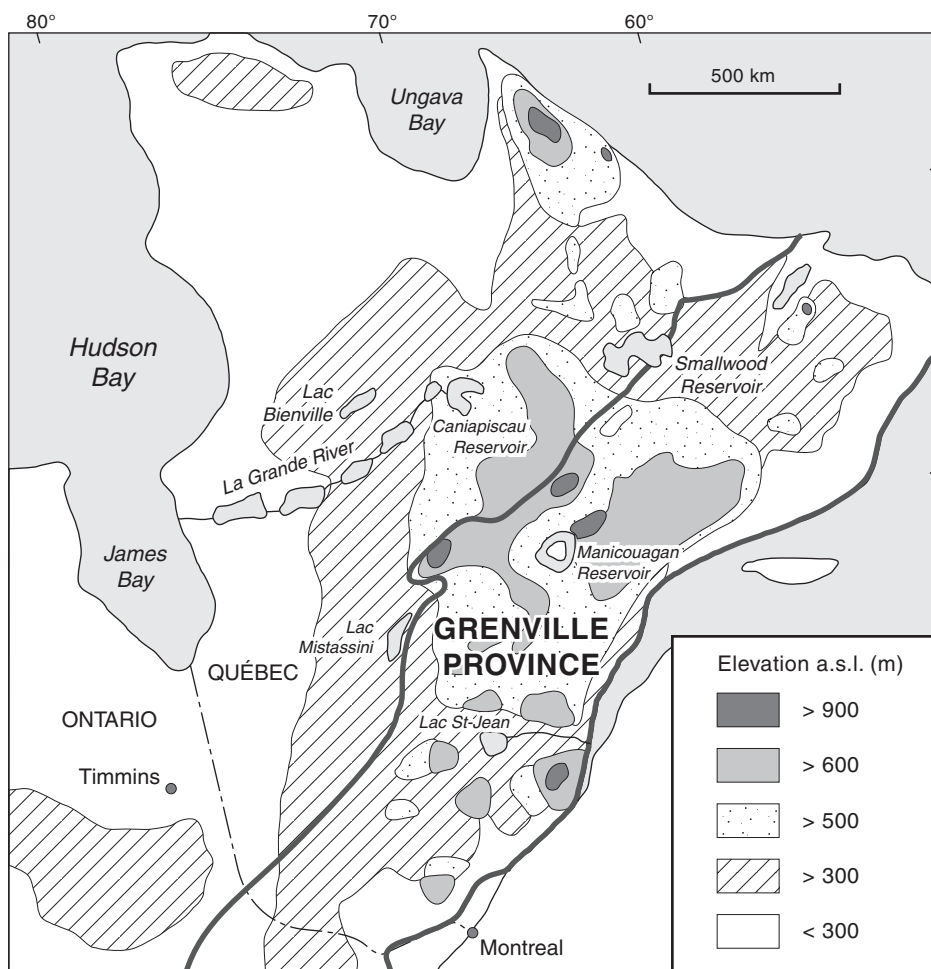 80°
70°
60°
500 km
Ungava
Bay
Hudson
Bay
Lac
Bienville
Caniapiscau
Reservoir
Smallwood
Reservoir
La Grande River
James
Bay
Manicouagan
Reservoir
Lac
Mistassini
GRENVILLE
PROVINCE
QUÉBEC
ONTARIO
Lac St-Jean
Timmins
Montreal
Elevation a.s.l. (m)
> 900
> 600
> 500
> 300
< 300